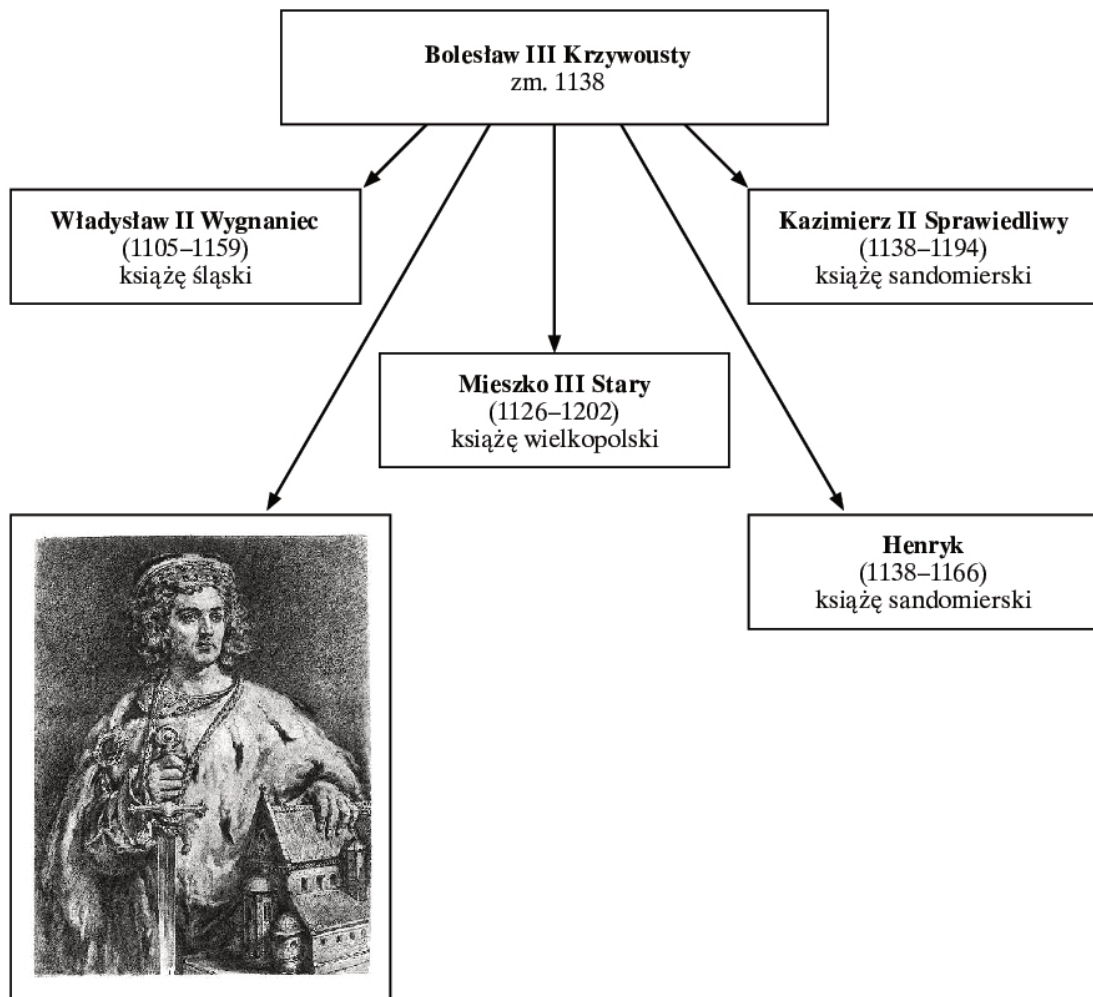 Bolesław III Krzywousty
zm. 1138
Władysław II Wygnaniec
(1105–1159)
książę śląski
Kazimierz II Sprawiedliwy
(1138–1194)
książę sandomierski
Mieszko III Stary
(1126–1202)
książę wielkopolski
Henryk
(1138–1166)
książę sandomierski